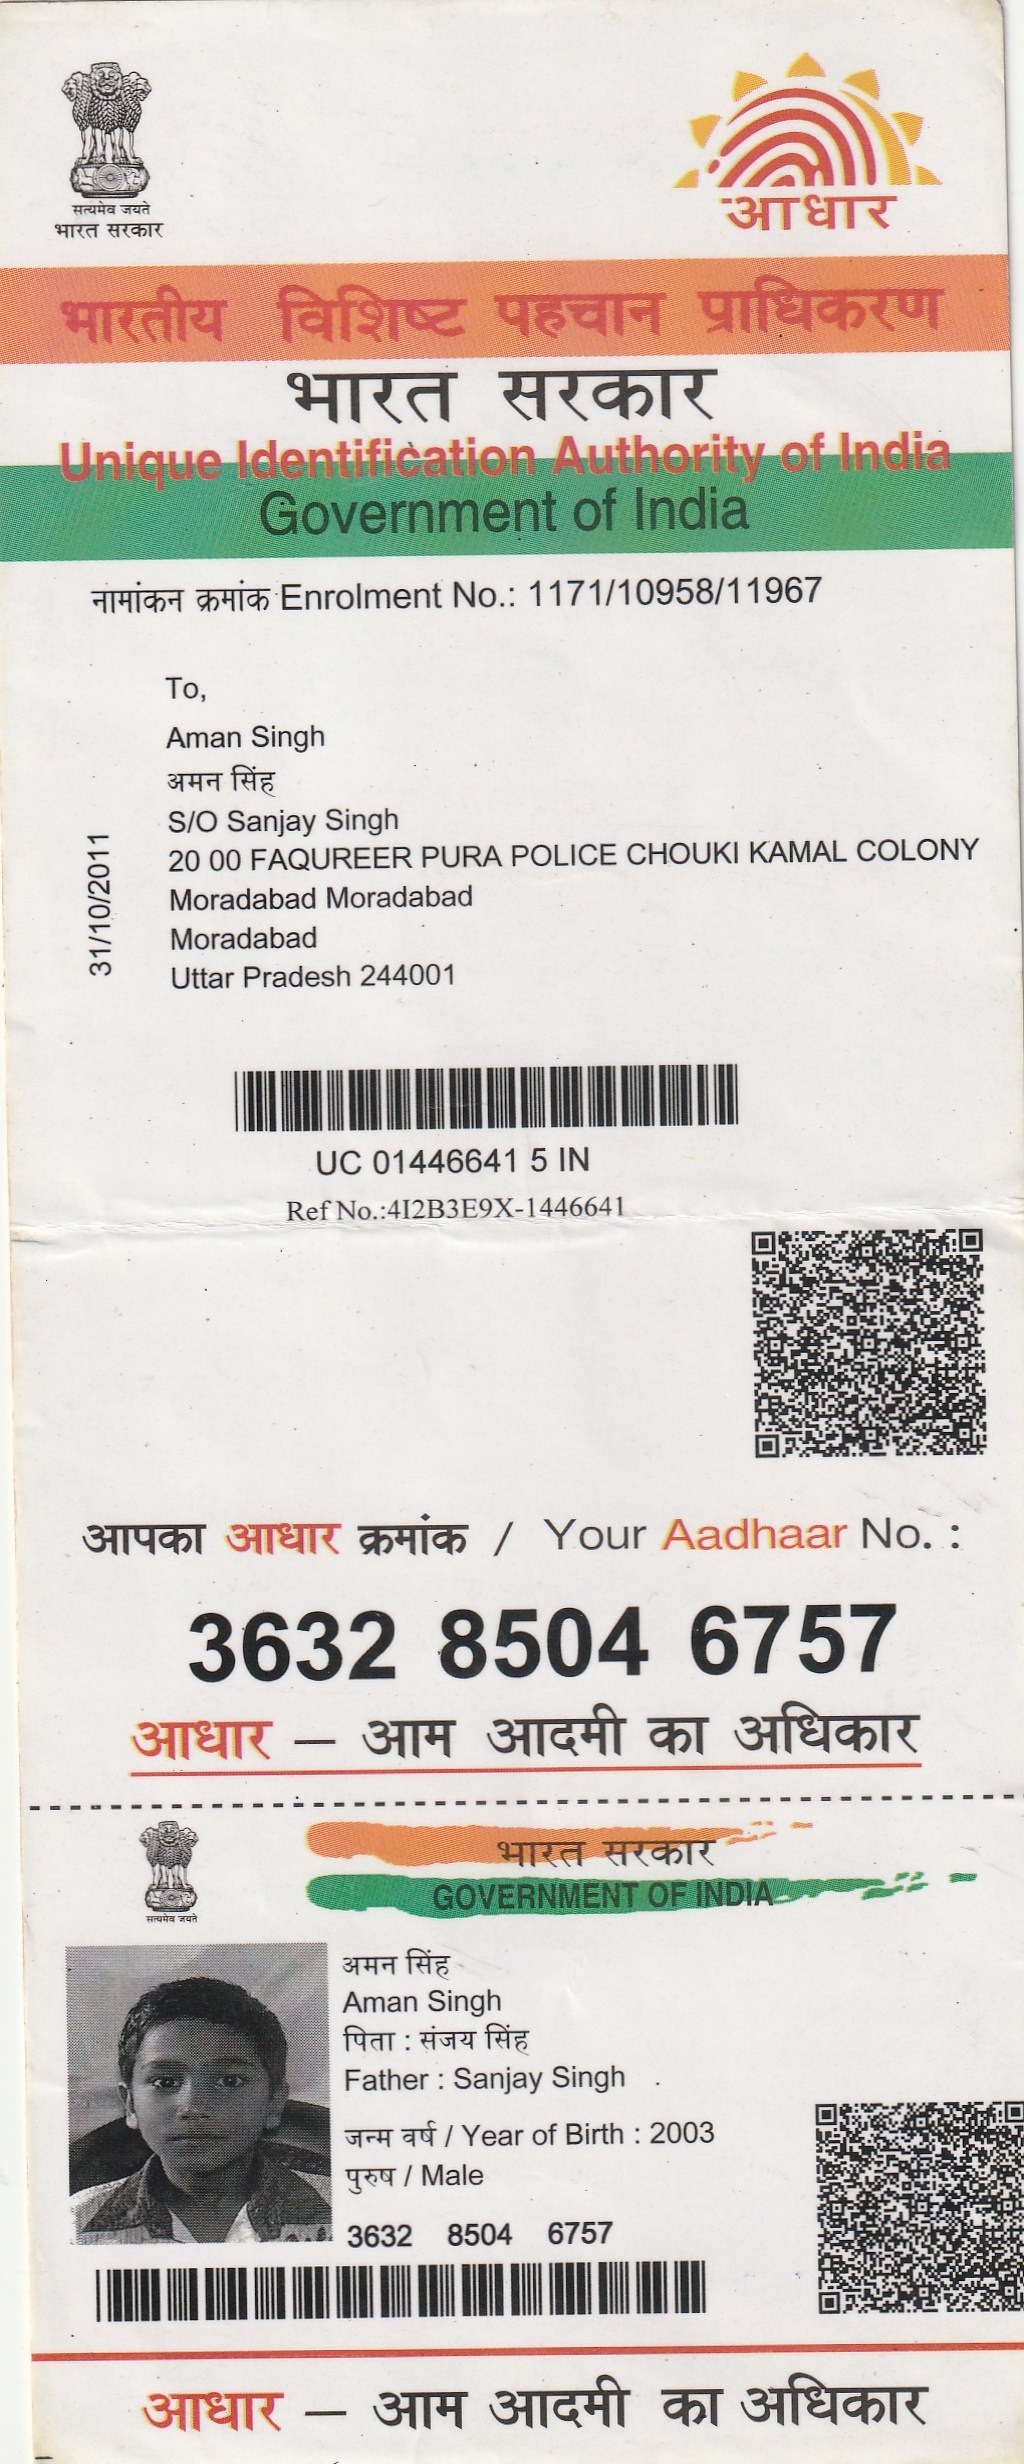 सत्यमेव जयते
भारत सरकार
आधार
भारतीय विशिष्ट पहचान प्राधिकरण
भारत सरकार
Unique Identification Authority of India
Government of India
नामांकन क्रमांक Enrolment No.: 1171/10958/11967
To,
Aman Singh
अमन सिंह
S/O Sanjay Singh
20 00 FAQUREER PURA POLICE CHOUKI KAMAL COLONY
Moradabad Moradabad
Moradabad
Uttar Pradesh 244001
31/10/2011
UC 01446641 5 IN
Ref No.:4I2B3E9X-1446641
आपका आधार क्रमांक / Your Aadhaar No. :
3632 8504 6757
आधार — आम आदमी का अधिकार
सत्यमेव जयते
भारत सरकार
GOVERNMENT OF INDIA
अमन सिंह
Aman Singh
पिता : संजय सिंह
Father : Sanjay Singh
जन्म वर्ष / Year of Birth : 2003
पुरुष / Male
3632 8504 6757
आधार — आम आदमी का अधिकार